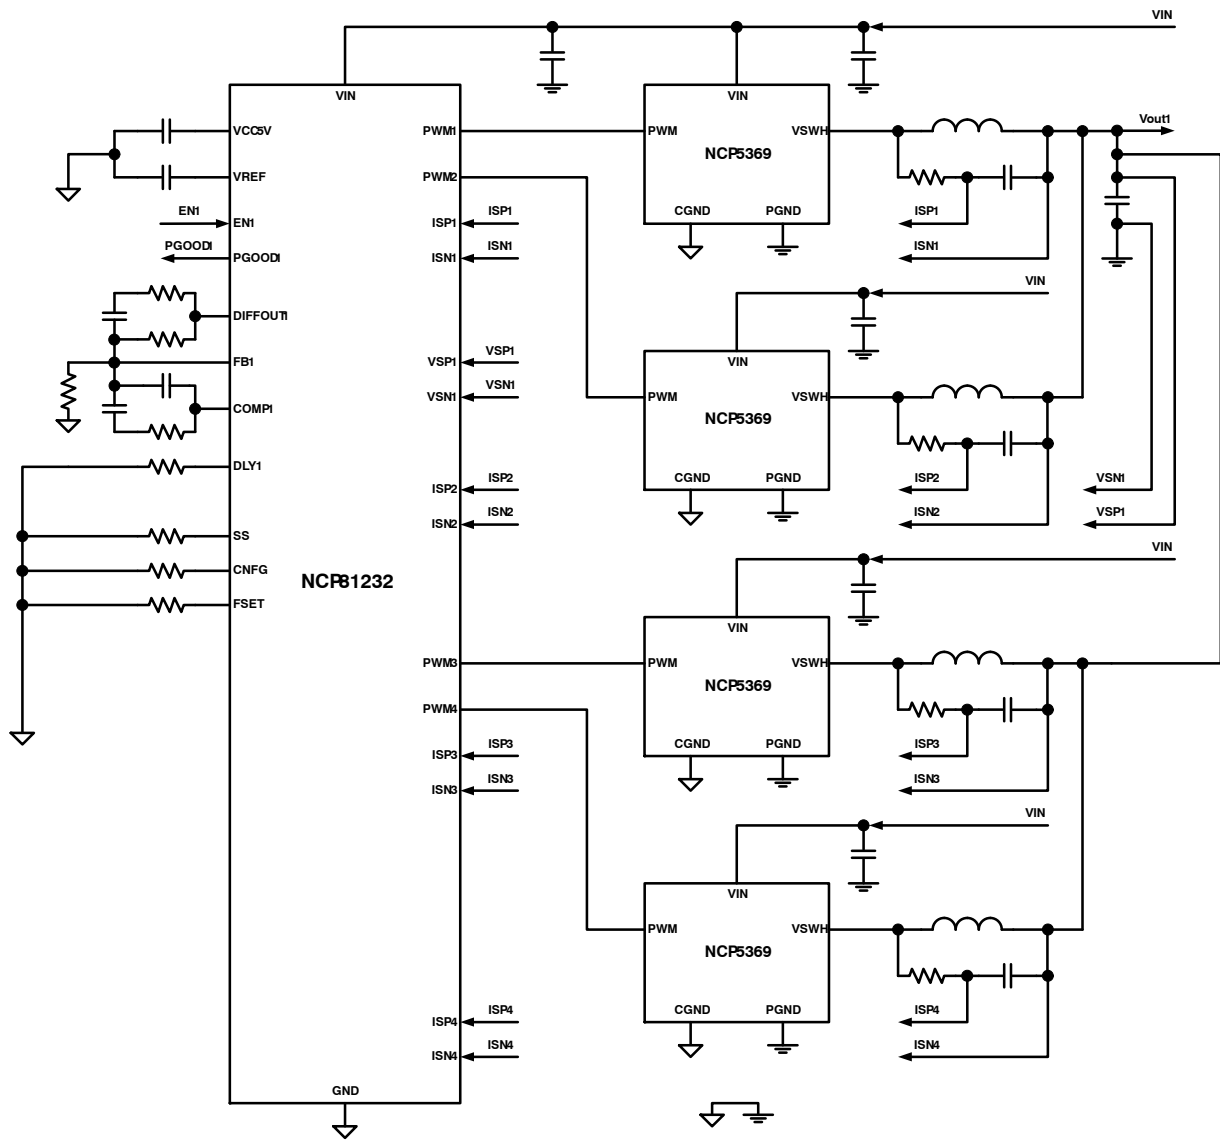 VIN
VIN
VIN
VCC5V
PWM1
PWM
VSWH
Vout1
NCP5369
VREF
PWM2
EN1
EN1
ISP1
ISP1
CGND
PGND
ISP1
PGOOD1
PGOOD1
ISN1
ISN1
ISN1
VIN
DIFFOUT1
FB1
VSP1
VSP1
VIN
COMP1
VSN1
VSN1
PWM
VSWH
NCP5369
DLY1
ISP2
ISP2
CGND
PGND
ISP2
VSN1
ISN2
ISN2
ISN2
VSP1
SS
VIN
CNFG
NCP81232
FSET
VIN
PWM3
PWM
VSWH
NCP5369
PWM4
ISP3
ISP3
CGND
PGND
ISP3
ISN3
ISN3
ISN3
VIN
VIN
PWM
VSWH
NCP5369
ISP4
ISP4
CGND
PGND
ISP4
ISN4
ISN4
ISN4
GND